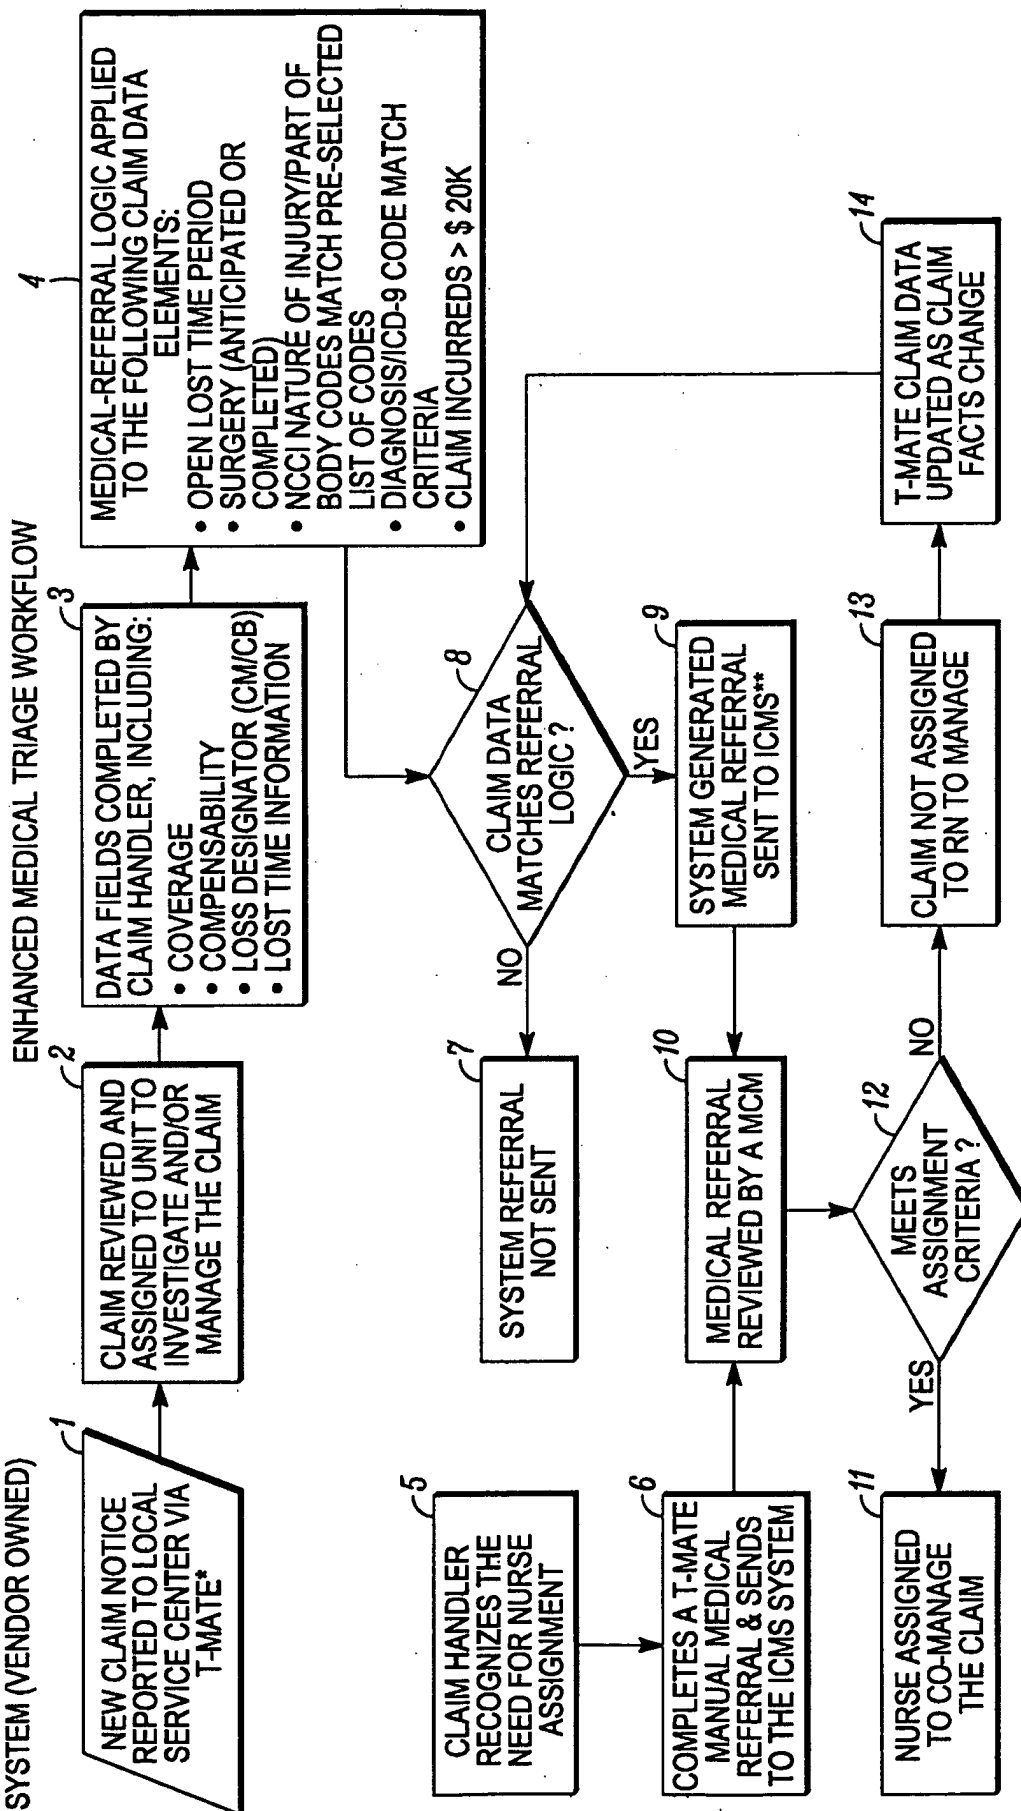 SYSTEM (VENDOR OWNED)
ENHANCED MEDICAL TRIAGE WORKFLOW
1
NEW CLAIM NOTICE
REPORTED TO LOCAL
SERVICE CENTER VIA
T-MATE*
2
CLAIM REVIEWED AND
ASSIGNED TO UNIT TO
INVESTIGATE AND/OR
MANAGE THE CLAIM
3
DATA FIELDS COMPLETED BY
CLAIM HANDLER, INCLUDING:
• COVERAGE
• COMPENSABILITY
• LOSS DESIGNATOR (CM/CB)
• LOST TIME INFORMATION
4
MEDICAL-REFERRAL LOGIC APPLIED
TO THE FOLLOWING CLAIM DATA
ELEMENTS:
• OPEN LOST TIME PERIOD
• SURGERY (ANTICIPATED OR
COMPLETED)
• NCCI NATURE OF INJURY/PART OF
BODY CODES MATCH PRE-SELECTED
LIST OF CODES
• DIAGNOSIS/ICD-9 CODE MATCH
CRITERIA
• CLAIM INCURREDS > $ 20K
5
CLAIM HANDLER
RECOGNIZES THE
NEED FOR NURSE
ASSIGNMENT
7
SYSTEM REFERRAL
NOT SENT
NO
8
CLAIM DATA
MATCHES REFERRAL
LOGIC ?
YES
6
COMPLETES A T-MATE
MANUAL MEDICAL
REFERRAL & SENDS
TO THE ICMS SYSTEM
10
MEDICAL REFERRAL
REVIEWED BY A MCM
9
SYSTEM GENERATED
MEDICAL REFERRAL
SENT TO ICMS**
11
NURSE ASSIGNED
TO CO-MANAGE
THE CLAIM
YES
12
MEETS
ASSIGNMENT
CRITERIA ?
NO
13
CLAIM NOT ASSIGNED
TO RN TO MANAGE
14
T-MATE CLAIM DATA
UPDATED AS CLAIM
FACTS CHANGE